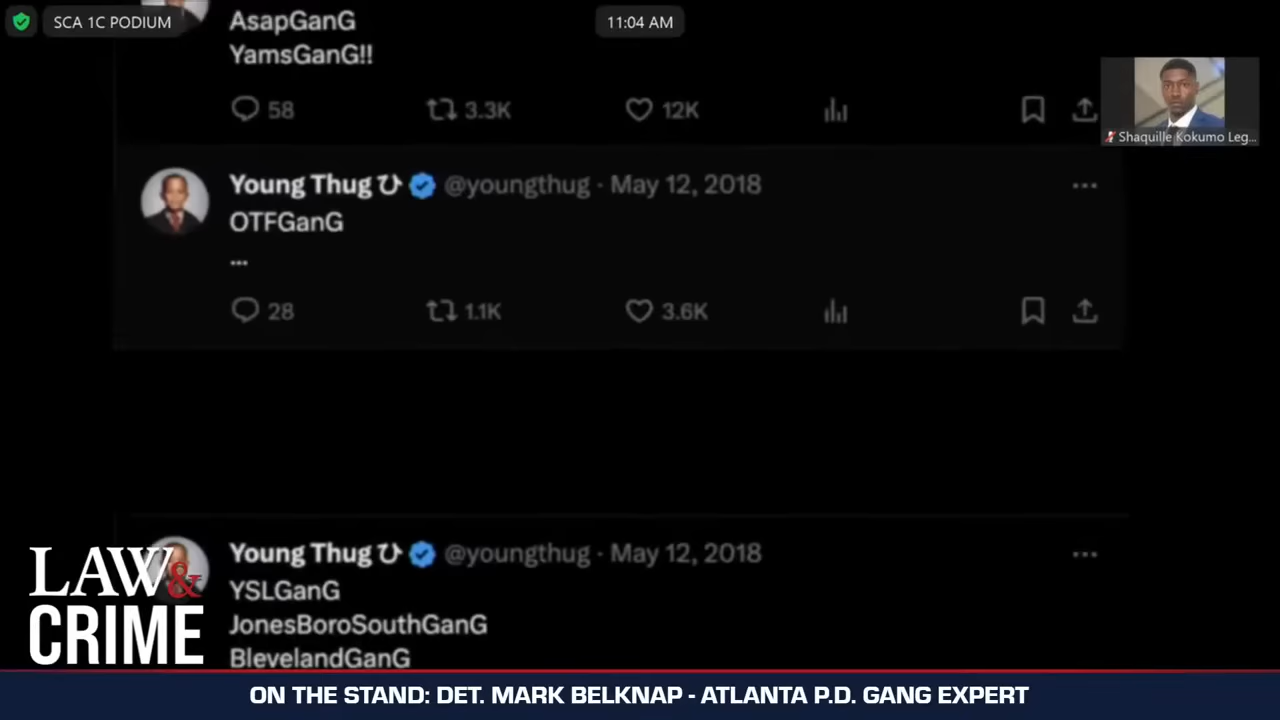 SCA 1C PODIUM
11:04 AM
AsapGanG
YamsGanG!!
58 3.3K 12K
Shaquille Kokumo Leg...
Young Thug ひ @youngthug · May 12, 2018 ...
OTFGanG
...
28 1.1K 3.6K
Young Thug ひ @youngthug · May 12, 2018 ...
YSLGanG
JonesBoroSouthGanG
BlevelandGanG
LAW&
CRIME
ON THE STAND: DET. MARK BELKNAP - ATLANTA P.D. GANG EXPERT